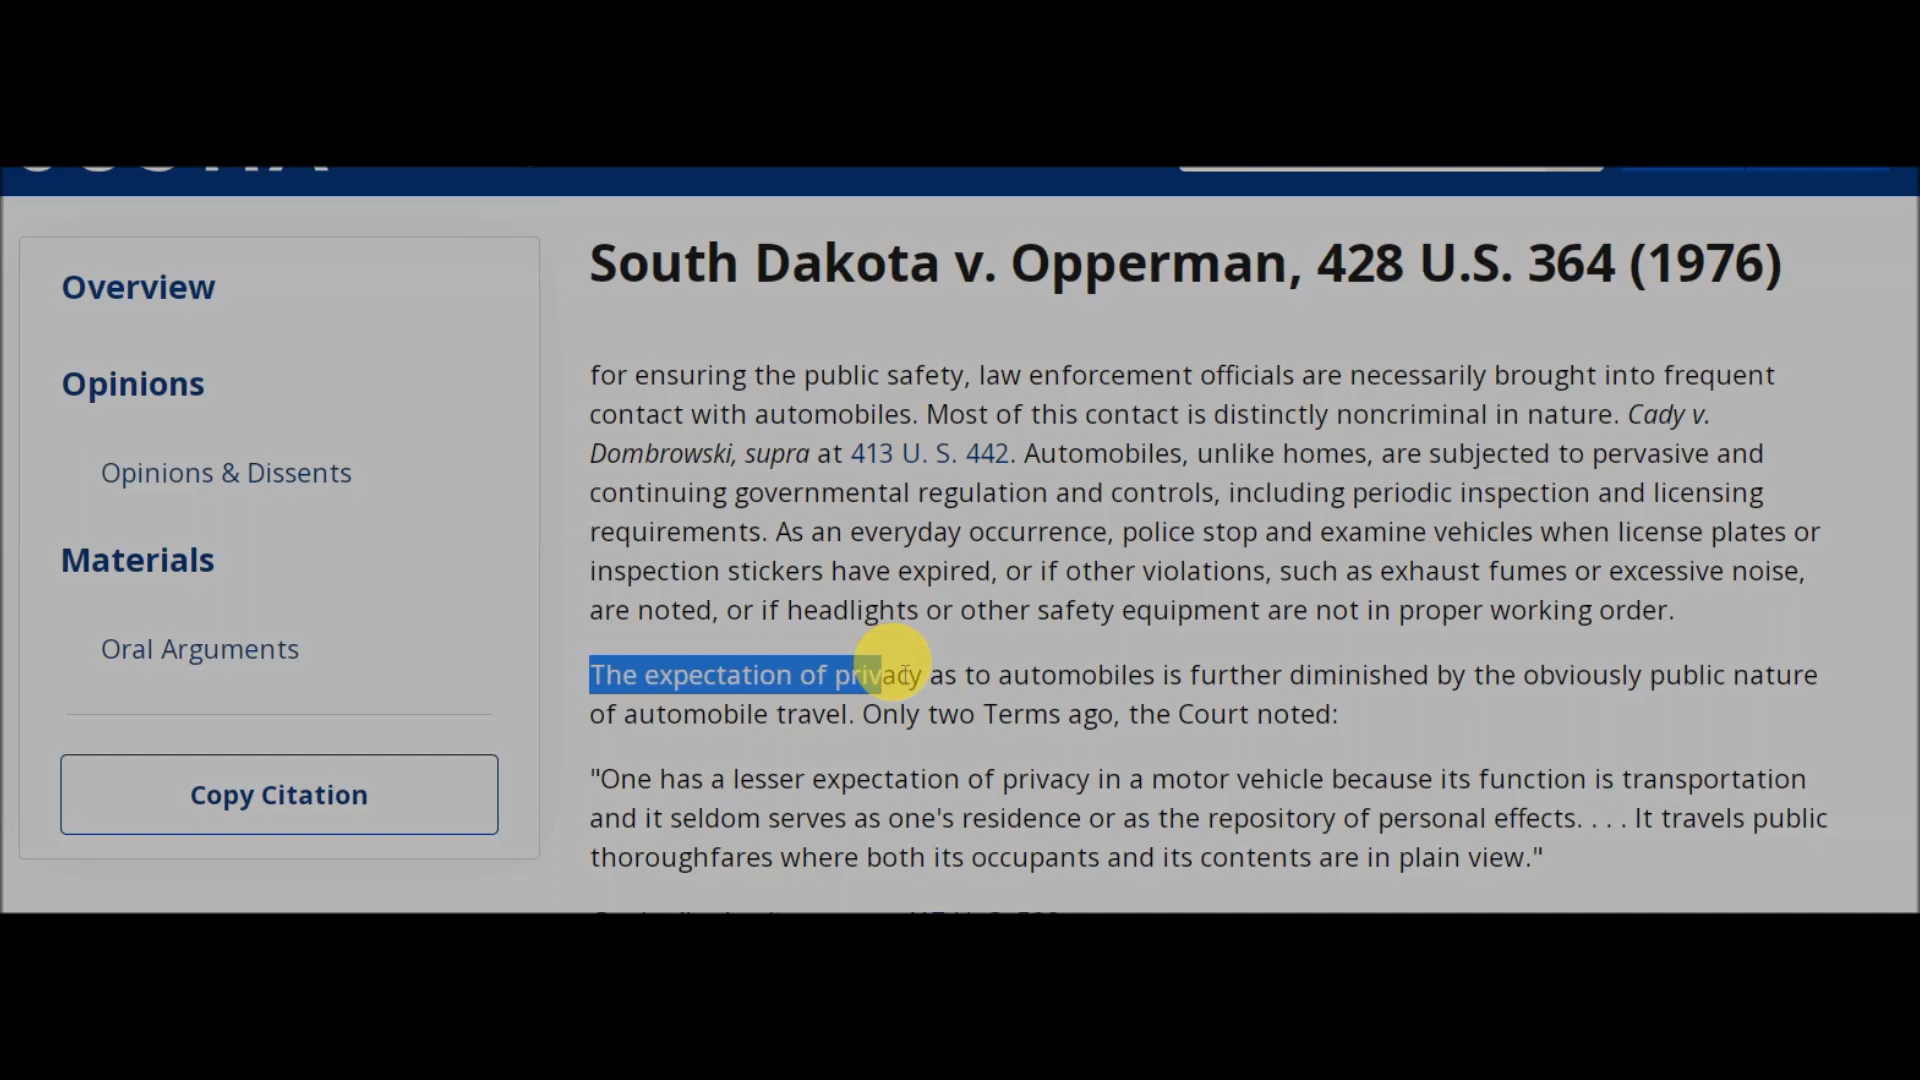 South Dakota v. Opperman, 428 U.S. 364 (1976)
Overview
Opinions
Opinions & Dissents
Materials
Oral Arguments
Copy Citation
for ensuring the public safety, law enforcement officials are necessarily brought into frequent
contact with automobiles. Most of this contact is distinctly noncriminal in nature. Cady v.
Dombrowski, supra at 413 U. S. 442. Automobiles, unlike homes, are subjected to pervasive and
continuing governmental regulation and controls, including periodic inspection and licensing
requirements. As an everyday occurrence, police stop and examine vehicles when license plates or
inspection stickers have expired, or if other violations, such as exhaust fumes or excessive noise,
are noted, or if headlights or other safety equipment are not in proper working order.
The expectation of privacy as to automobiles is further diminished by the obviously public nature
of automobile travel. Only two Terms ago, the Court noted:
"One has a lesser expectation of privacy in a motor vehicle because its function is transportation
and it seldom serves as one's residence or as the repository of personal effects. . . . It travels public
thoroughfares where both its occupants and its contents are in plain view."